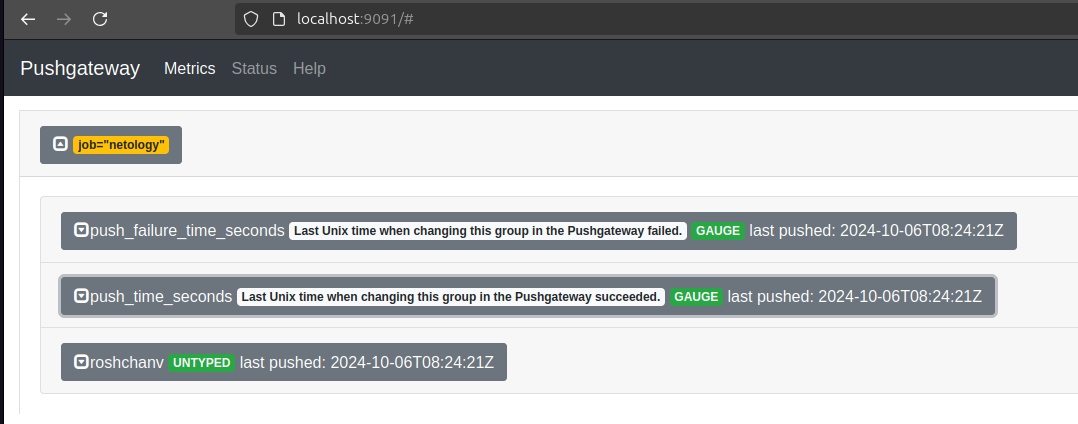 localhost:9091/#
Pushgateway Metrics Status Help
job="netology"
push_failure_time_seconds Last Unix time when changing this group in the Pushgateway failed. GAUGE last pushed: 2024-10-06T08:24:21Z
push_time_seconds Last Unix time when changing this group in the Pushgateway succeeded. GAUGE last pushed: 2024-10-06T08:24:21Z
roshchanv UNTYPED last pushed: 2024-10-06T08:24:21Z